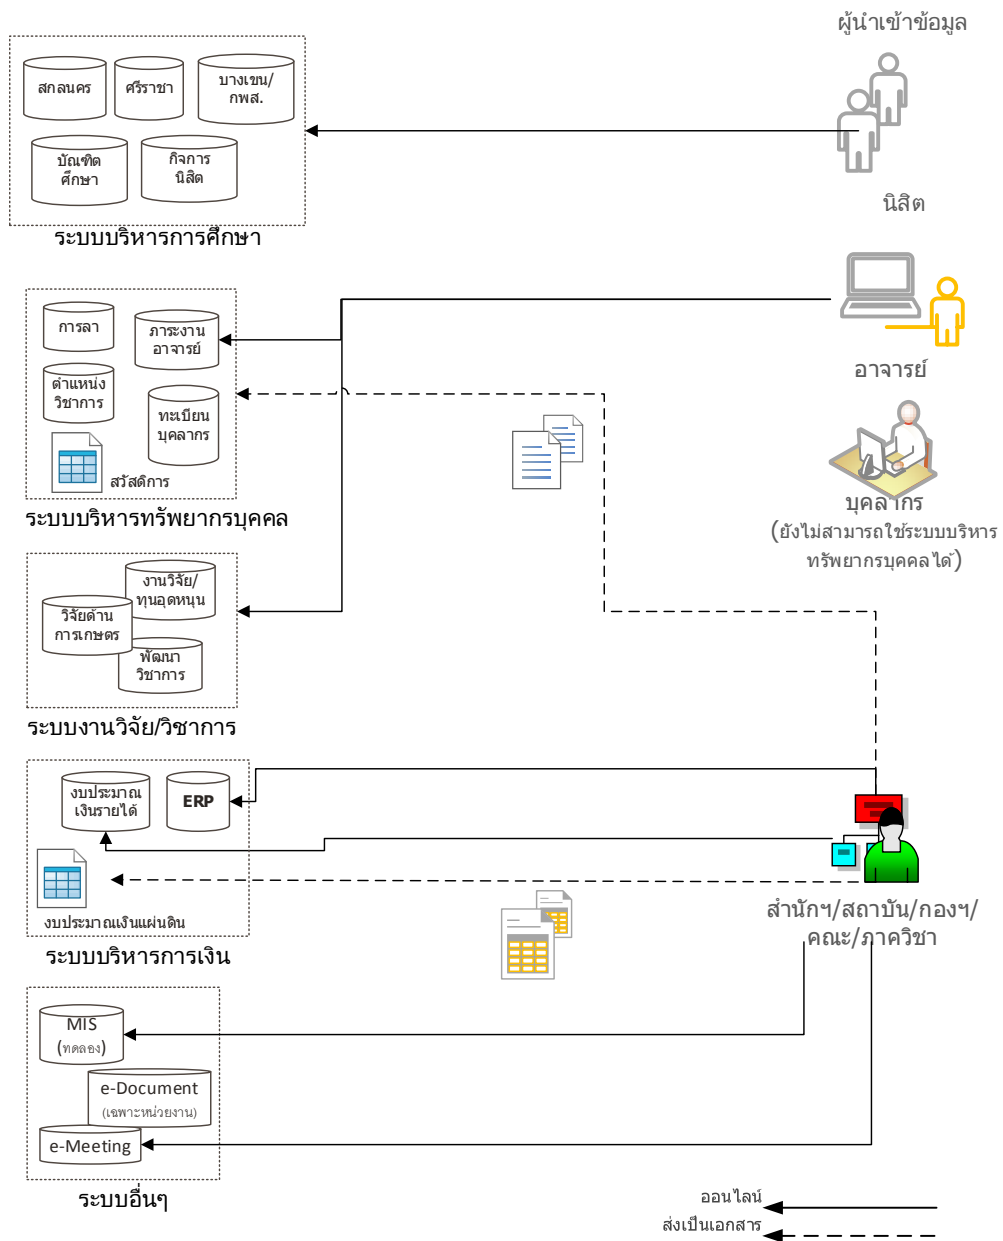 ผู้นำเข้าข้อมูล
สกลนคร
ศรีราชา
บางเขน/
กพส.
บัณฑิต
ศึกษา
กิจการ
นิสิต
ระบบบริหารการศึกษา
นิสิต
การลา
ภาระงาน
อาจารย์
ตำแหน่ง
วิชาการ
ทะเบียน
บุคลากร
สวัสดิการ
ระบบบริหารทรัพยากรบุคคล
อาจารย์
บุคลากร
(ยังไม่สามารถใช้ระบบบริหาร
ทรัพยากรบุคคลได้)
งานวิจัย/
ทุนอุดหนุน
วิจัยด้าน
การเกษตร
พัฒนา
วิชาการ
ระบบงานวิจัย/วิชาการ
งบประมาณ
เงินรายได้
ERP
งบประมาณเงินแผ่นดิน
ระบบบริหารการเงิน
สำนักฯ/สถาบัน/กองฯ/
คณะ/ภาควิชา
MIS
(ทดลอง)
e-Document
(เฉพาะหน่วยงาน)
e-Meeting
ระบบอื่นๆ
ออนไลน์
ส่งเป็นเอกสาร